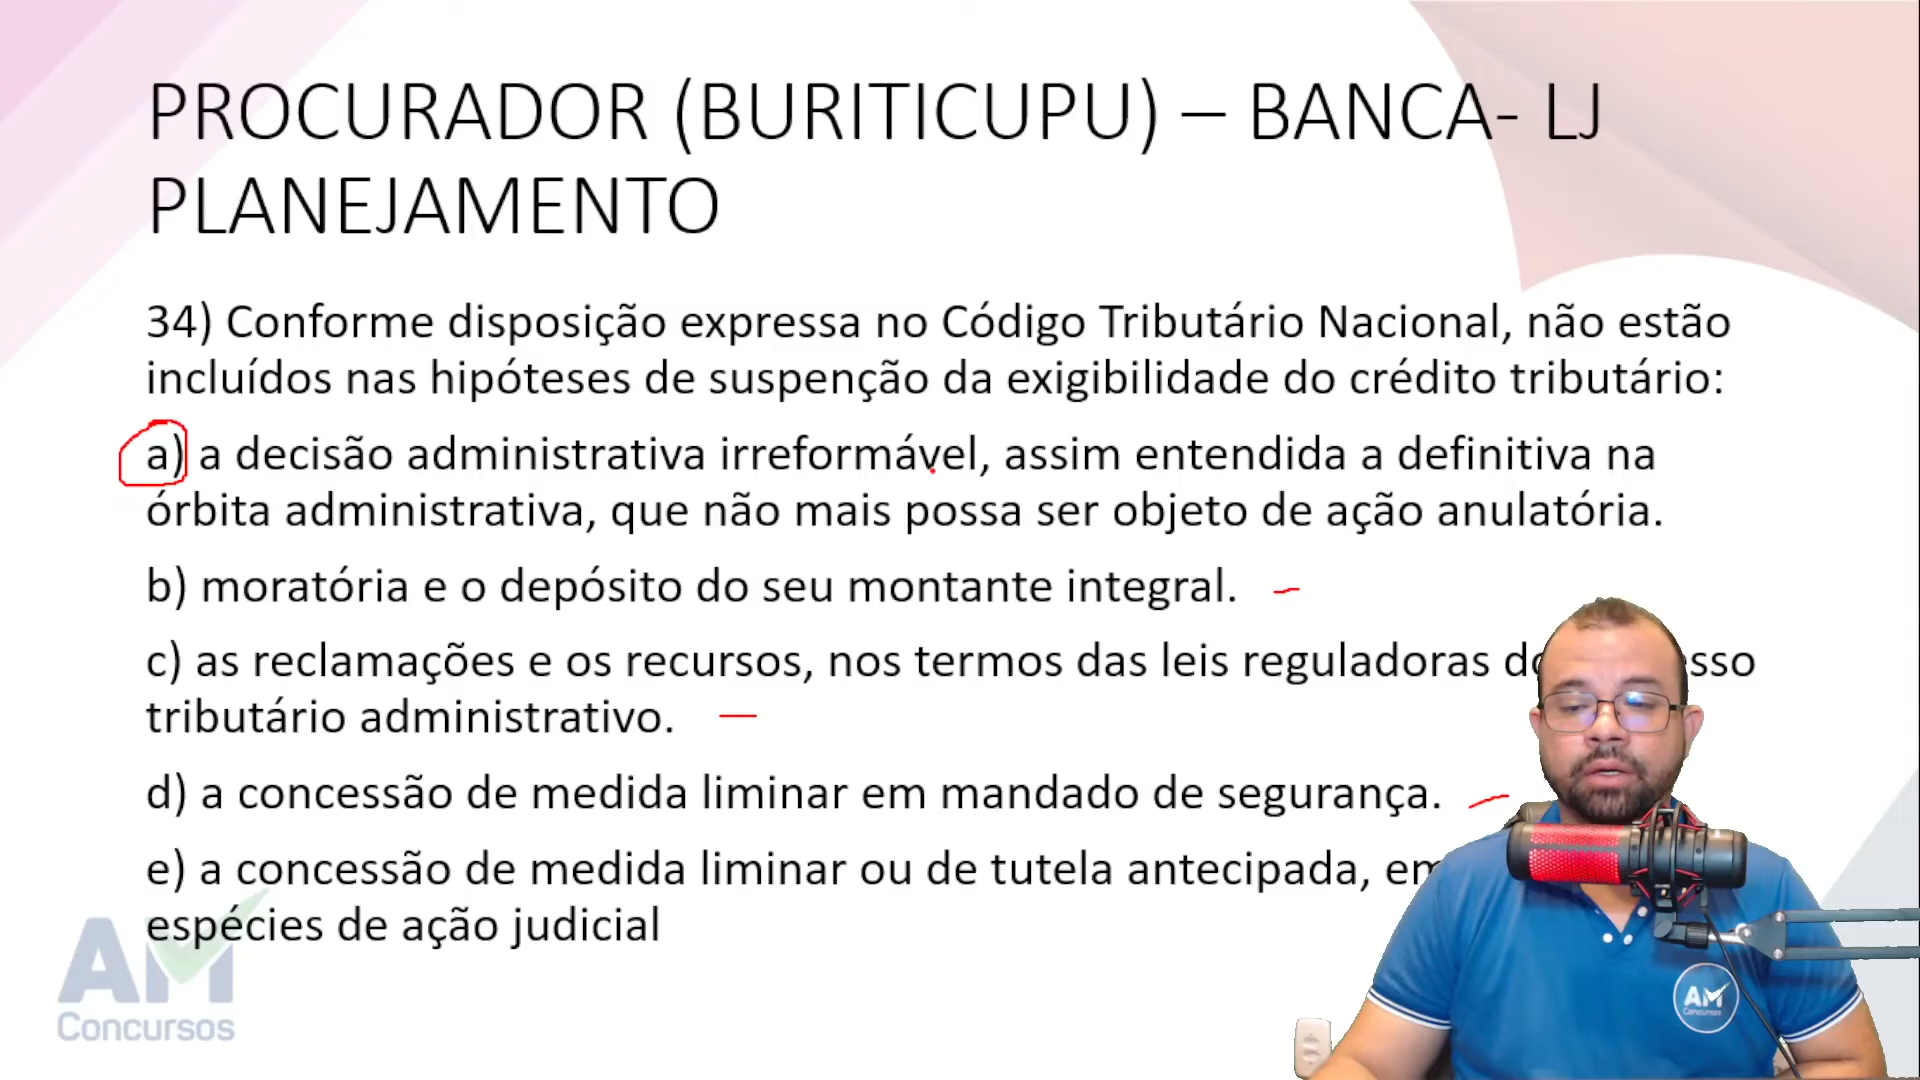 PROCURADOR (BURITICUPU) – BANCA- LJ
PLANEJAMENTO
34) Conforme disposição expressa no Código Tributário Nacional, não estão
incluídos nas hipóteses de suspenção da exigibilidade do crédito tributário:
a) a decisão administrativa irreformável, assim entendida a definitiva na
órbita administrativa, que não mais possa ser objeto de ação anulatória.
b) moratória e o depósito do seu montante integral.
c) as reclamações e os recursos, nos termos das leis reguladoras
tributário administrativo.
d) a concessão de medida liminar em mandado de segurança.
e) a concessão de medida liminar ou de tutela antecipada, em
espécies de ação judicial
AM
Concursos
AM
Concursos